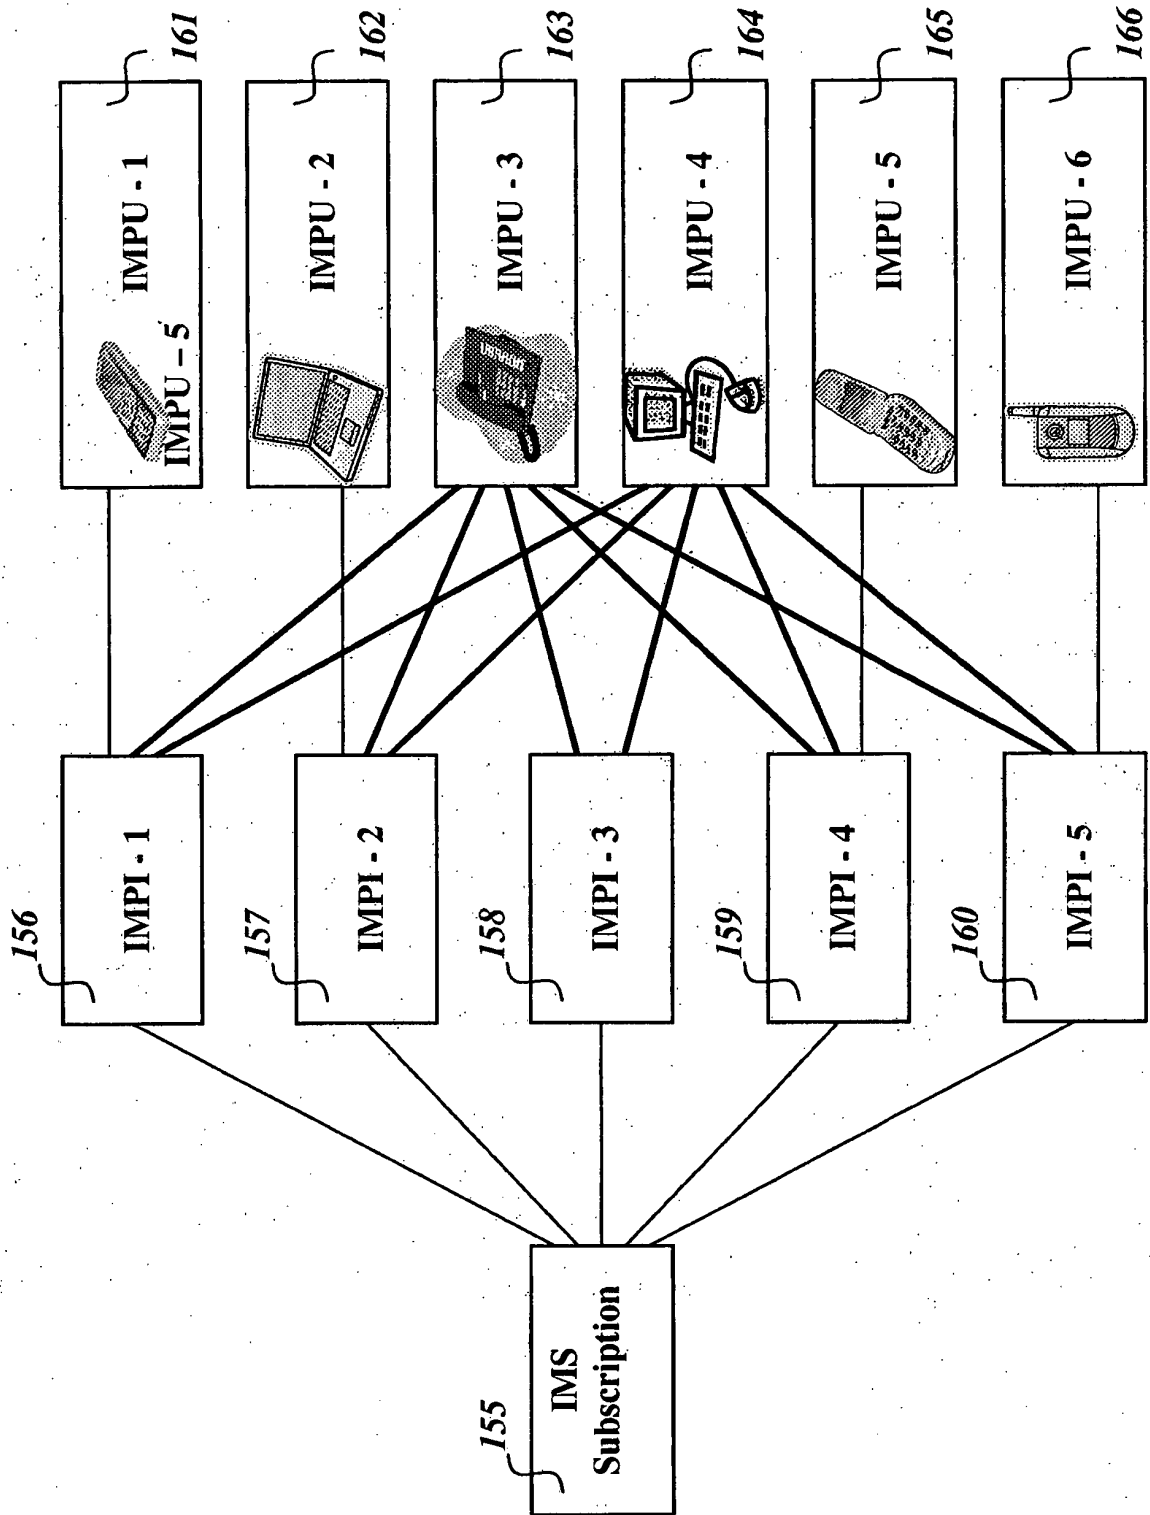 155
IMS
Subscription
156
IMPI - 1
157
IMPI - 2
158
IMPI - 3
159
IMPI - 4
160
IMPI - 5
161
IMPU - 1
IMPU – 5
162
IMPU - 2
163
IMPU - 3
164
IMPU - 4
165
IMPU - 5
166
IMPU - 6